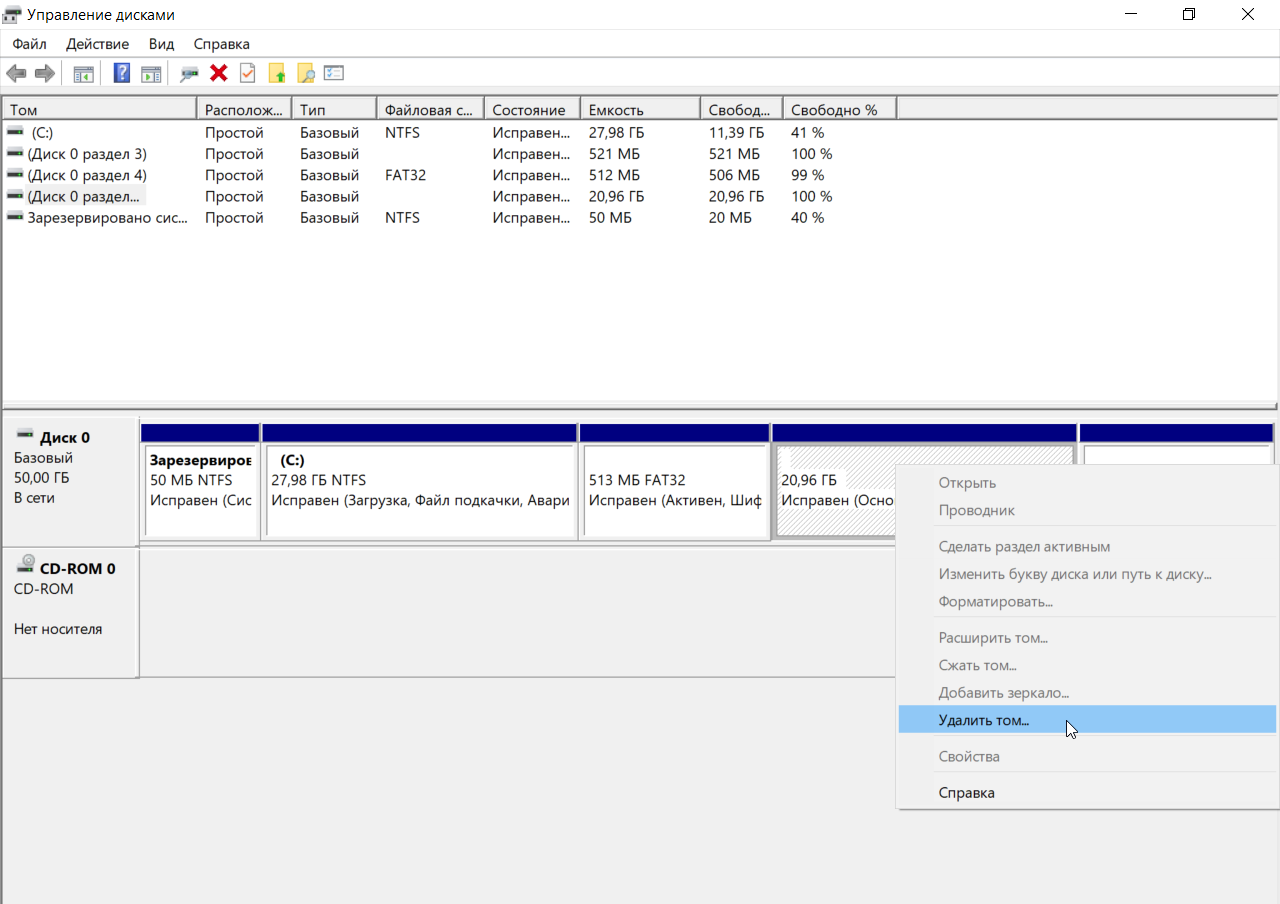 Управление дисками
Файл Действие Вид Справка
Том Располож... Тип Файловая с... Состояние Емкость Свобод... Свободно %
(C:) Простой Базовый NTFS Исправен... 27,98 ГБ 11,39 ГБ 41 %
(Диск 0 раздел 3) Простой Базовый Исправен... 521 МБ 521 МБ 100 %
(Диск 0 раздел 4) Простой Базовый FAT32 Исправен... 512 МБ 506 МБ 99 %
(Диск 0 раздел... Простой Базовый Исправен... 20,96 ГБ 20,96 ГБ 100 %
Зарезервировано сис... Простой Базовый NTFS Исправен... 50 МБ 20 МБ 40 %
Диск 0
Базовый
50,00 ГБ
В сети
Зарезервиров
50 МБ NTFS
Исправен (Сис
(C:)
27,98 ГБ NTFS
Исправен (Загрузка, Файл подкачки, Авари
513 МБ FAT32
Исправен (Активен, Шиф
20,96 ГБ
Исправен (Осно
CD-ROM 0
CD-ROM
Нет носителя
Открыть
Проводник
Сделать раздел активным
Изменить букву диска или путь к диску...
Форматировать...
Расширить том...
Сжать том...
Добавить зеркало...
Удалить том...
Свойства
Справка